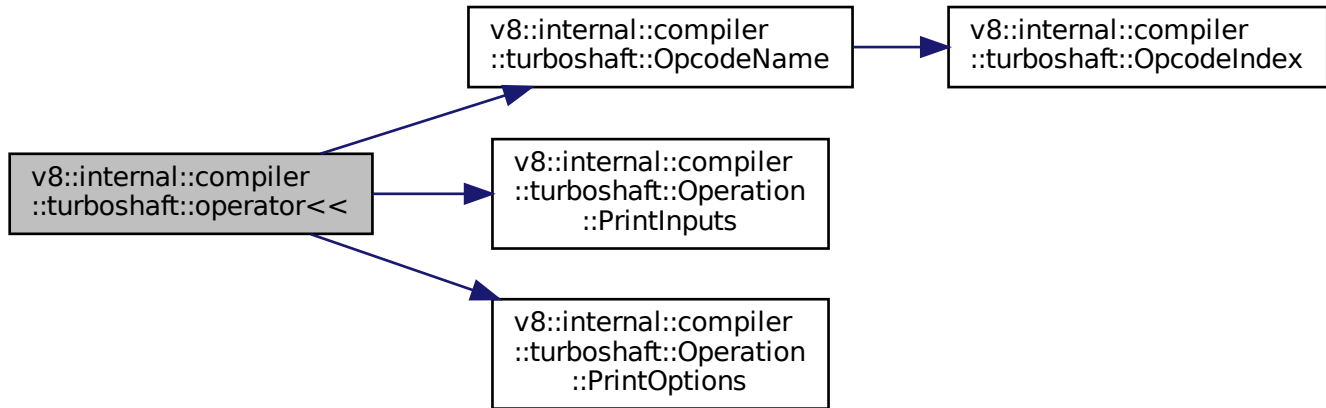 v8::internal::compiler
::turboshaft::operator<<
v8::internal::compiler
::turboshaft::OpcodeName
v8::internal::compiler
::turboshaft::OpcodeIndex
v8::internal::compiler
::turboshaft::Operation
::PrintInputs
v8::internal::compiler
::turboshaft::Operation
::PrintOptions